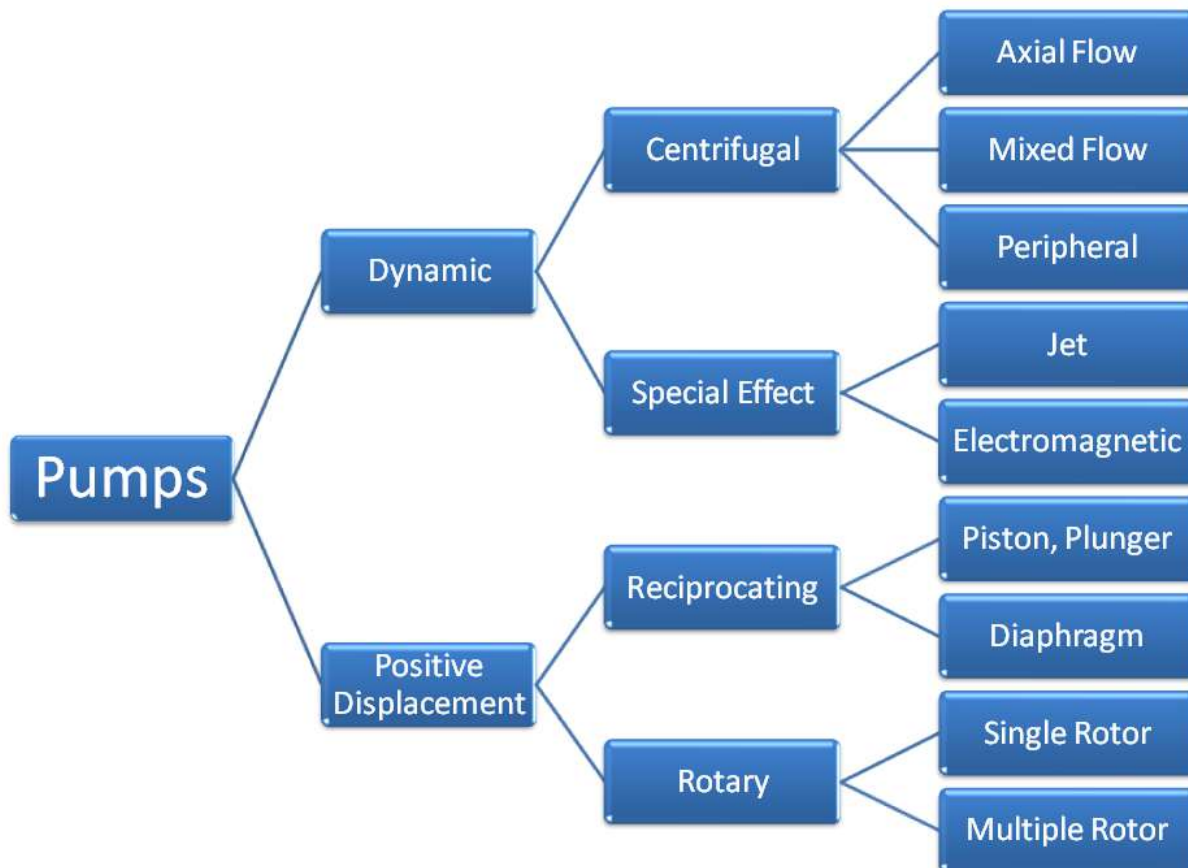 Pumps
Dynamic
Positive
Displacement
Centrifugal
Special Effect
Reciprocating
Rotary
Axial Flow
Mixed Flow
Peripheral
Jet
Electromagnetic
Piston, Plunger
Diaphragm
Single Rotor
Multiple Rotor